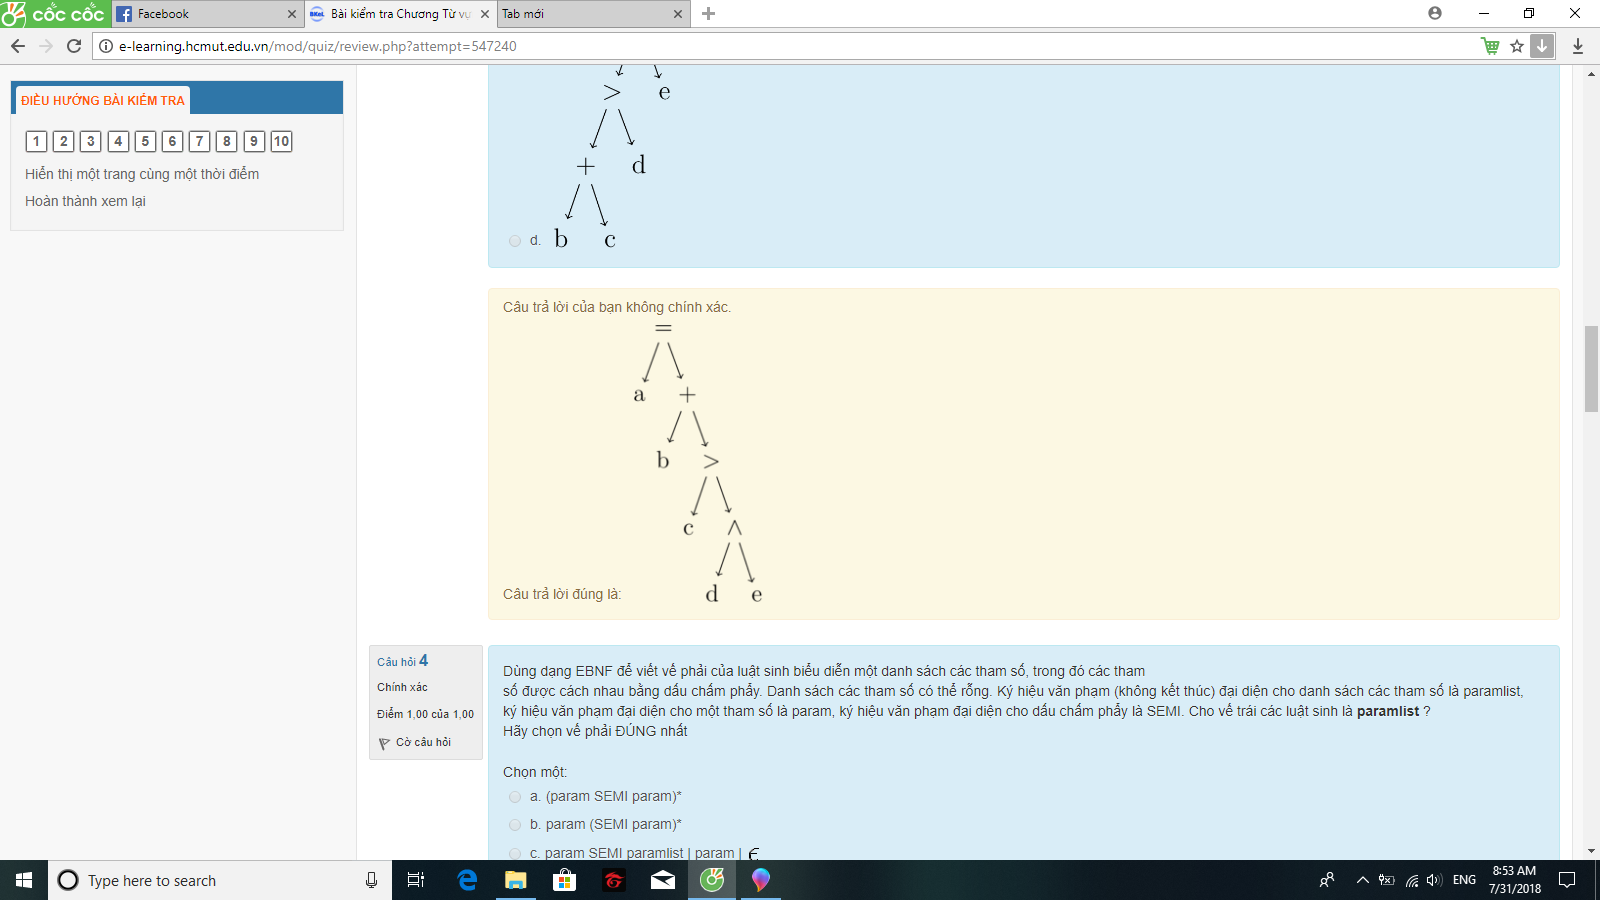 cốc cốc
Facebook
Bài kiểm tra Chương Từ vự
Tab mới
e-learning.hcmut.edu.vn/mod/quiz/review.php?attempt=547240
ĐIỀU HƯỚNG BÀI KIỂM TRA
1 2 3 4 5 6 7 8 9 10
Hiển thị một trang cùng một thời điểm
Hoàn thành xem lại
> e
+ d
d. b c
Câu trả lời của bạn không chính xác.
=
a +
b >
c ∧
Câu trả lời đúng là: d e
Câu hỏi 4
Chính xác
Điểm 1,00 của 1,00
Cờ câu hỏi
Dùng dạng EBNF để viết vế phải của luật sinh biểu diễn một danh sách các tham số, trong đó các tham
số được cách nhau bằng dấu chấm phẩy. Danh sách các tham số có thể rỗng. Ký hiệu văn phạm (không kết thúc) đại diện cho danh sách các tham số là paramlist,
ký hiệu văn phạm đại diện cho một tham số là param, ký hiệu văn phạm đại diện cho dấu chấm phẩy là SEMI. Cho vế trái các luật sinh là paramlist ?
Hãy chọn vế phải ĐÚNG nhất
Chọn một:
a. (param SEMI param)*
b. param (SEMI param)*
c. param SEMI paramlist | param | ϵ
Type here to search
ENG
8:53 AM
7/31/2018